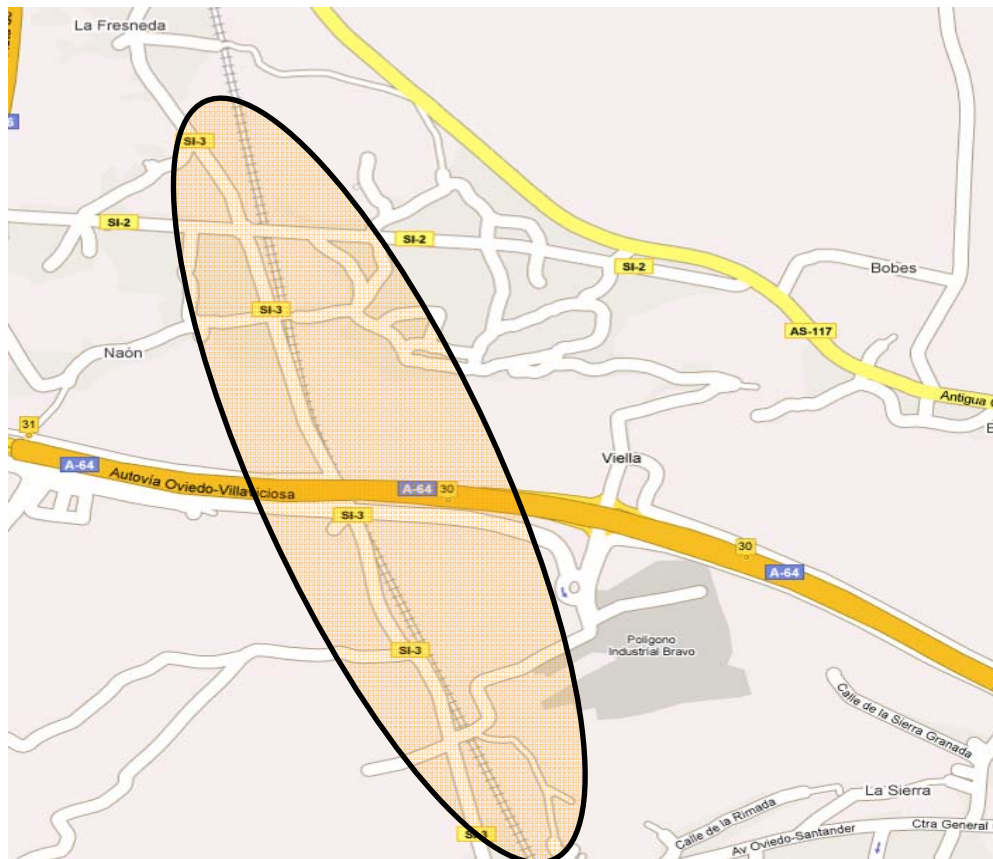 La Fresneda
SI-3
SI-2
SI-2
SI-2
Bobes
SI-3
AS-117
Naón
Antigua
31
Viella
A-64
Autovía Oviedo-Villaviciosa
A-64
30
SI-3
30
A-64
Polígono
Industrial Bravo
SI-3
Calle de la Sierra Granada
La Sierra
Calle de la Rimada
Av Oviedo-Santander
Ctra General
SI-3